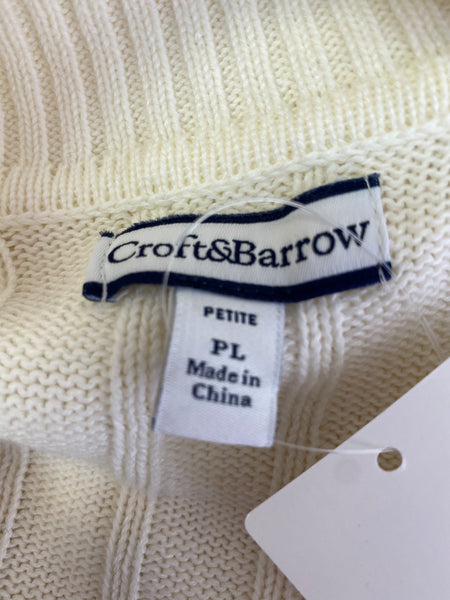 Croft&Barrow
PETITE
PL
Made in
China